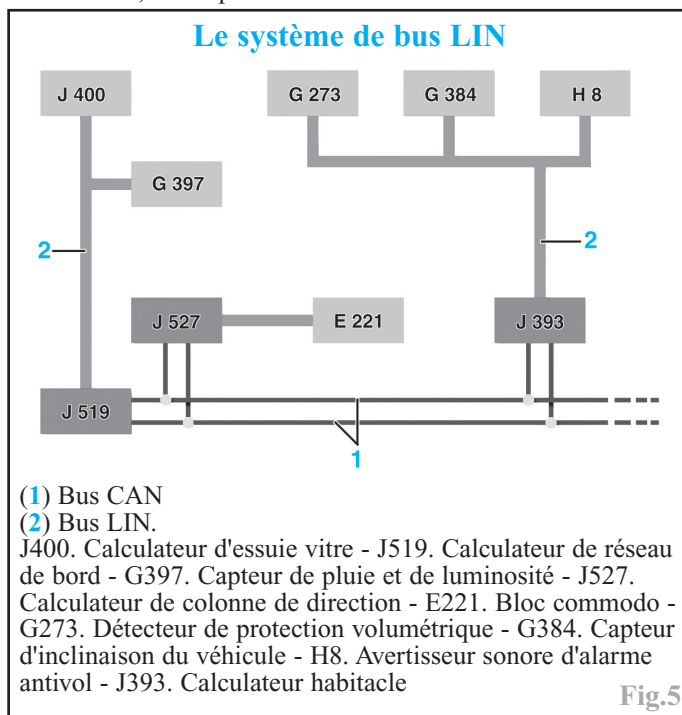 Le système de bus LIN
J 400
G 273
G 384
H 8
G 397
2
2
J 527
E 221
J 393
J 519
1
(1) Bus CAN
(2) Bus LIN.
J400. Calculateur d'essuie vitre - J519. Calculateur de réseau
de bord - G397. Capteur de pluie et de luminosité - J527.
Calculateur de colonne de direction - E221. Bloc commodo -
G273. Détecteur de protection volumétrique - G384. Capteur
d'inclinaison du véhicule - H8. Avertisseur sonore d'alarme
antivol - J393. Calculateur habitacle
Fig.5